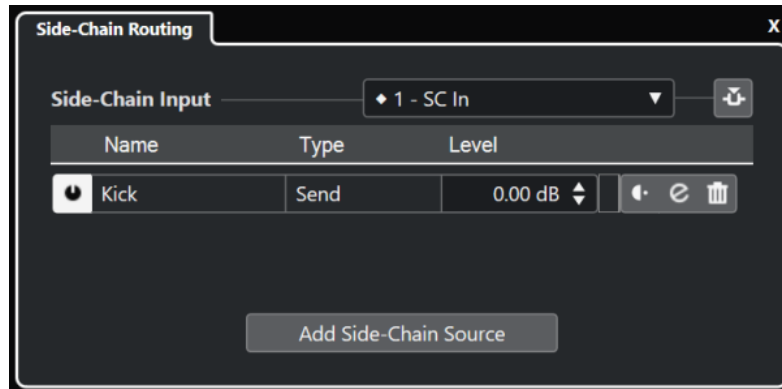 Side-Chain Routing X
Side-Chain Input 1 - SC In
Name Type Level
Kick Send 0.00 dB
Add Side-Chain Source